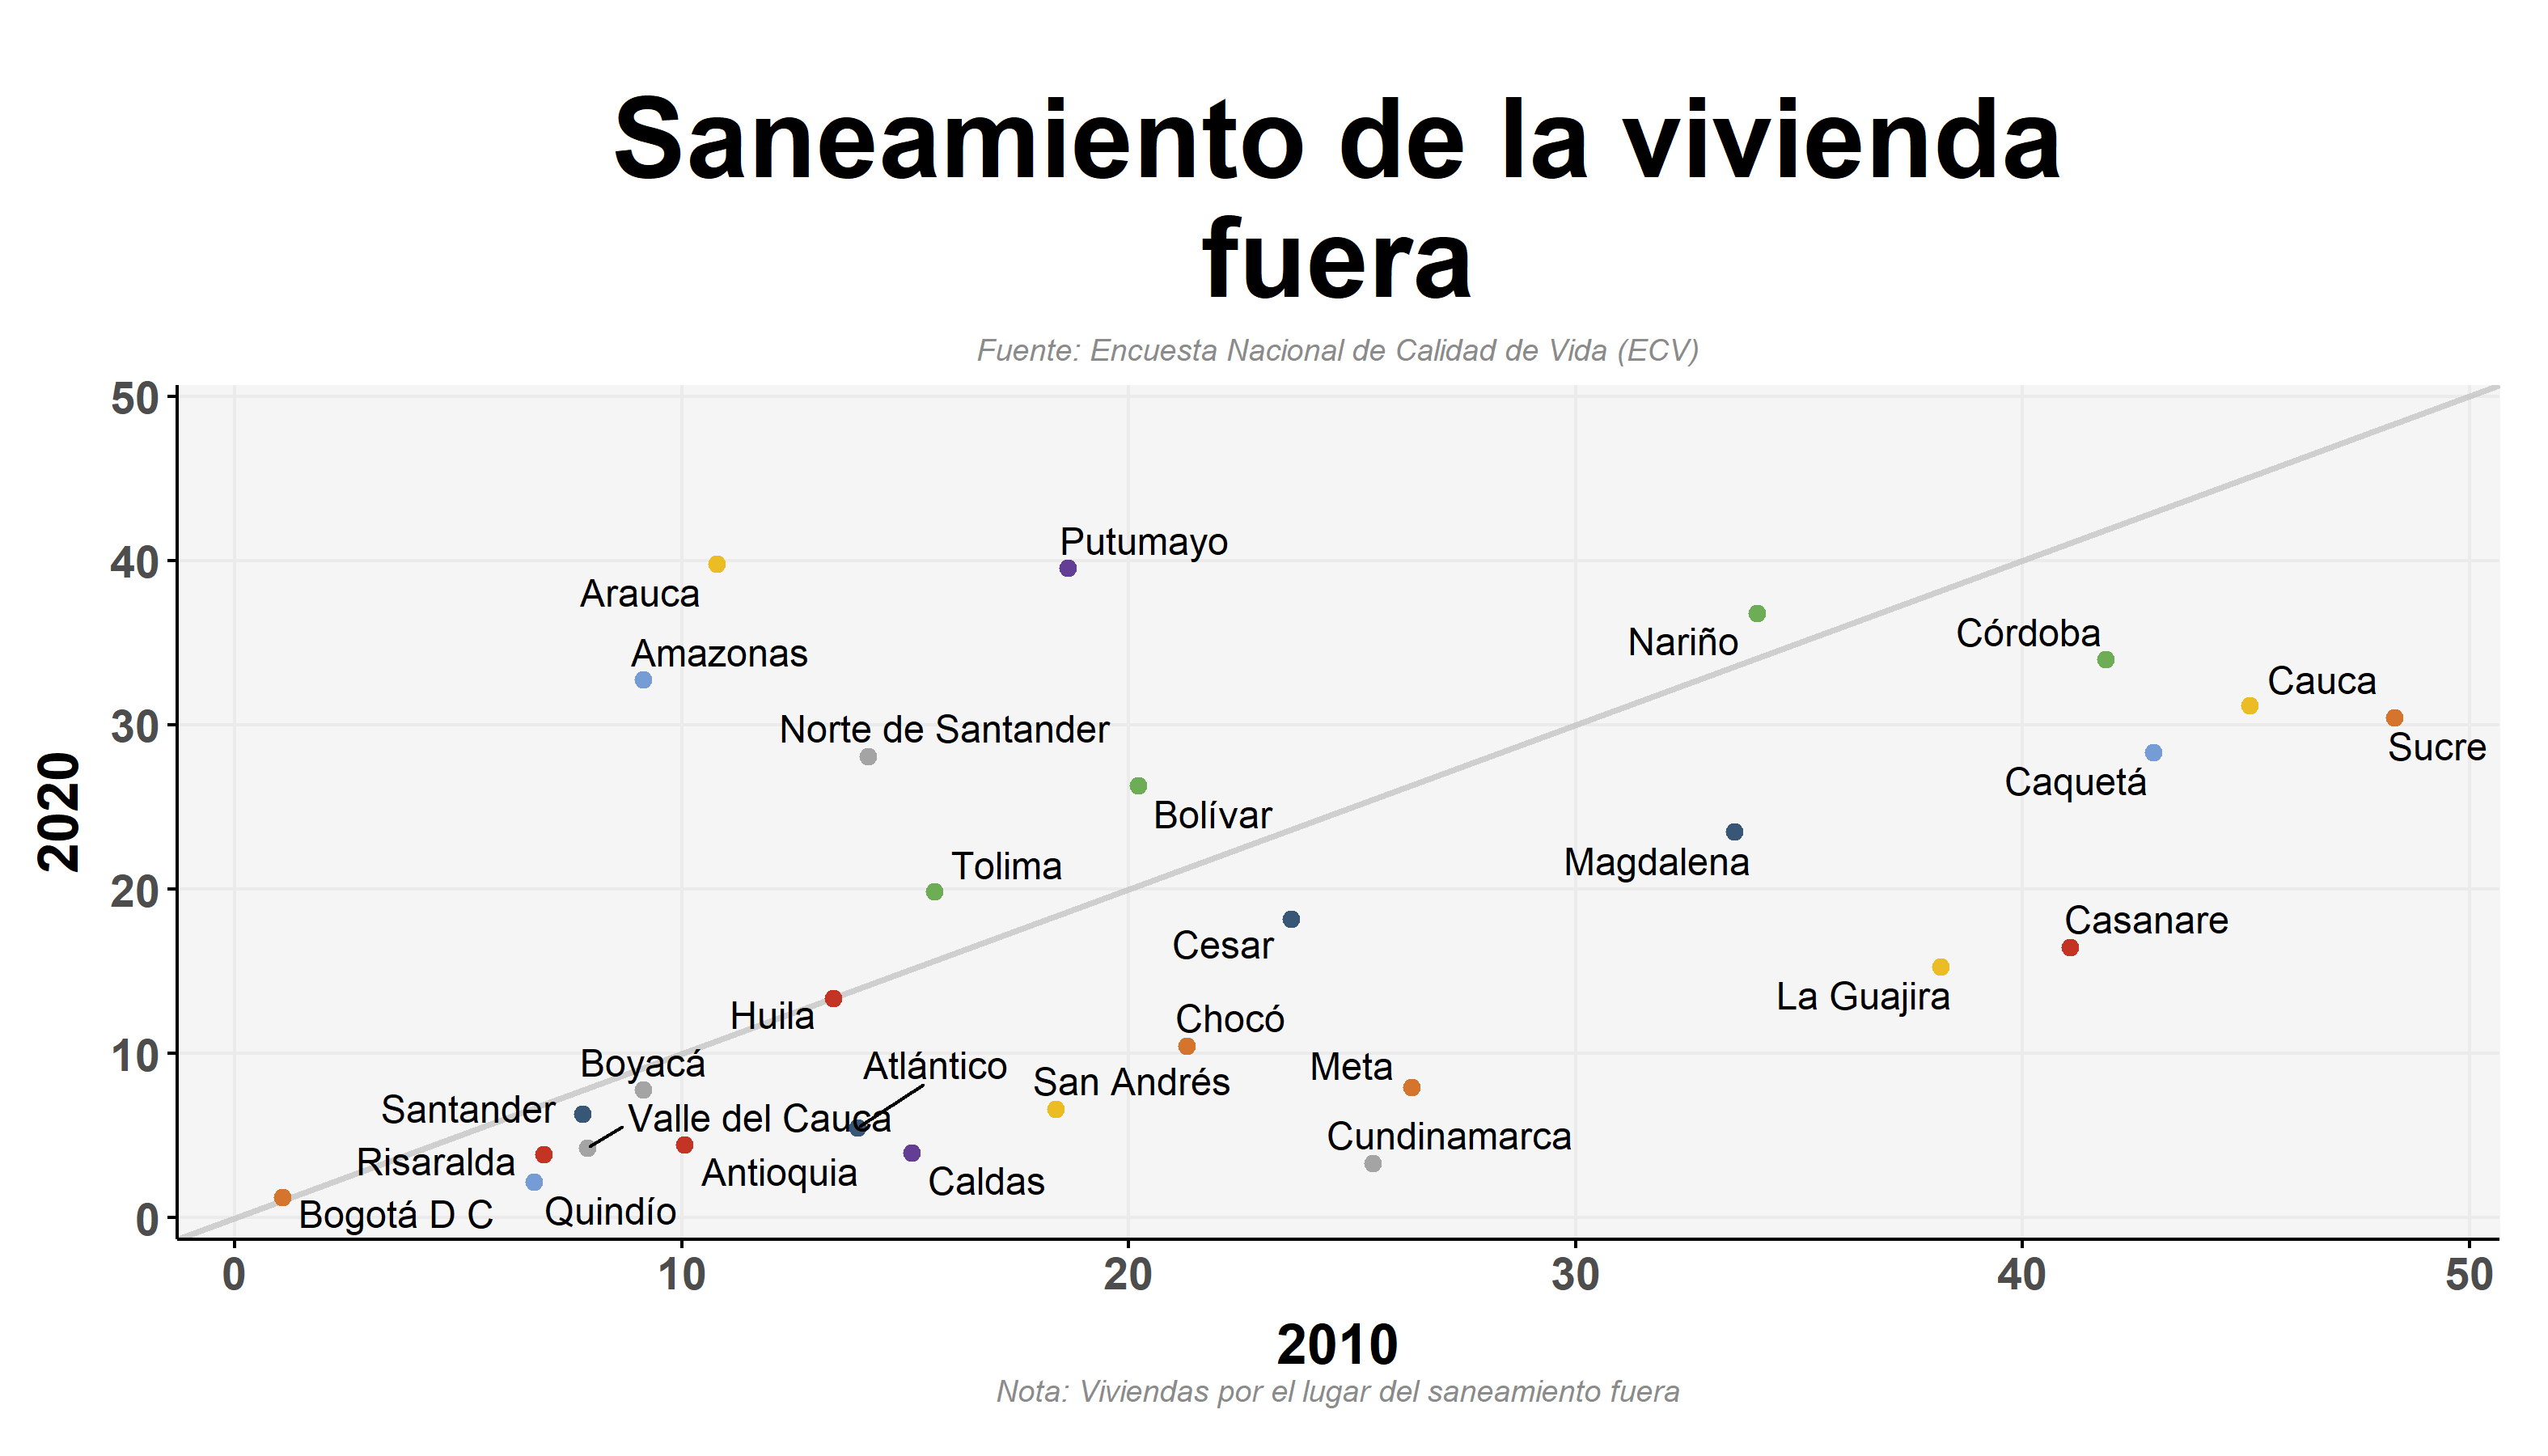 Saneamiento de la vivienda
fuera
Fuente: Encuesta Nacional de Calidad de Vida (ECV)
50
40
30
20
10
0
2020
Putumayo
Arauca
Nariño
Córdoba
Amazonas
Cauca
Norte de Santander
Sucre
Caquetá
Bolívar
Magdalena
Tolima
Casanare
Cesar
La Guajira
Huila
Chocó
Boyacá
Atlántico
Meta
San Andrés
Santander
Valle del Cauca
Cundinamarca
Risaralda
Antioquia
Caldas
Quindío
Bogotá D C
0 10 20 30 40 50
2010
Nota: Viviendas por el lugar del saneamiento fuera